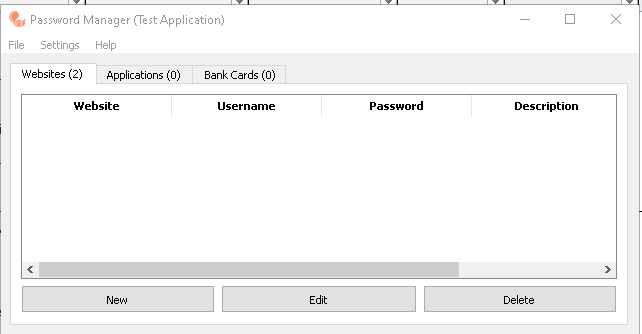 Password Manager (Test Application)
File Settings Help
Websites (2) Applications (0) Bank Cards (0)
Website Username Password Description
New Edit Delete